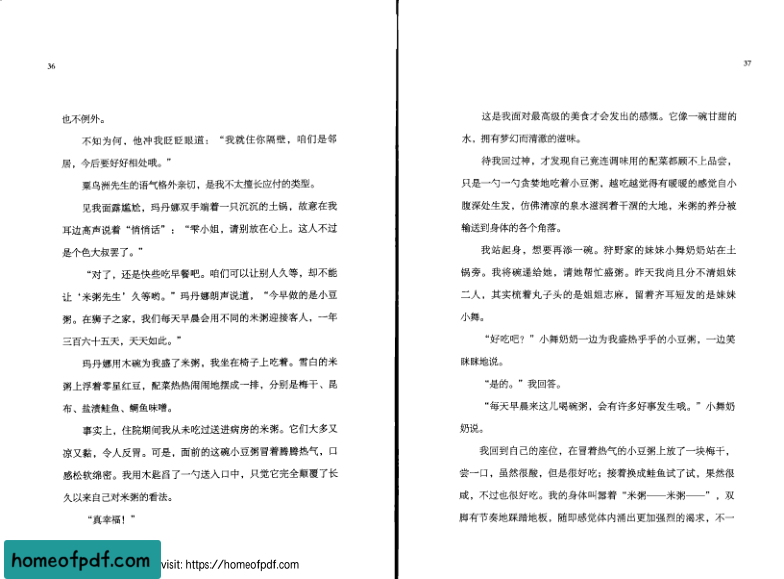 36
也不例外。
不知为何，他冲我眨眨眼道：“我就住你隔壁，咱们是邻
居，今后要好好相处哦。”
粟鸟洲先生的语气格外亲切，是我不太擅长应付的类型。
见我面露尴尬，玛丹娜双手端着一只沉沉的土锅，故意在我
耳边高声说着“悄悄话”：“雫小姐，请别放在心上。这人不过
是个色大叔罢了。”
“对了，还是快些吃早餐吧。咱们可以让别人久等，却不能
让‘米粥先生’久等哟。”玛丹娜朗声说道，“今早做的是小豆
粥。在狮子之家，我们每天早晨会用不同的米粥迎接客人，一年
三百六十五天，天天如此。”
玛丹娜用木碗为我盛了米粥，我坐在椅子上吃着。雪白的米
粥上浮着零星红豆，配菜热热闹闹地摆成一排，分别是梅干、昆
布、盐渍鲑鱼、鲷鱼味噌。
事实上，住院期间我从未吃过送进病房的米粥。它们大多又
凉又黏，令人反胃。可是，面前的这碗小豆粥冒着腾腾热气，口
感松软绵密。我用木匙舀了一勺送入口中，只觉它完全颠覆了长
久以来自己对米粥的看法。
“真幸福！”
homeofpdf.com
visit: https://homeofpdf.com
37
这是我面对最高级的美食才会发出的感慨。它像一碗甘甜的
水，拥有梦幻而清澈的滋味。
待我回过神，才发现自己竟连调味用的配菜都顾不上品尝，
只是一勺一勺贪婪地吃着小豆粥，越吃越觉得有暖暖的感觉自小
腹深处生发，仿佛清凉的泉水滋润着干涸的大地，米粥的养分被
输送到身体的各个角落。
我站起身，想要再添一碗。狩野家的妹妹小舞奶奶站在土
锅旁。我将碗递给她，请她帮忙盛粥。昨天我尚且分不清姐妹
二人，其实梳着丸子头的是姐姐志麻，留着齐耳短发的是妹妹
小舞。
“好吃吧？”小舞奶奶一边为我盛热乎乎的小豆粥，一边笑
眯眯地说。
“是的。”我回答。
“每天早晨来这儿喝碗粥，会有许多好事发生哦。”小舞奶
奶说。
我回到自己的座位，在冒着热气的小豆粥上放了一块梅干，
尝一口，虽然很酸，但是很好吃；接着换成鲑鱼试了试，果然很
咸，不过也很好吃。我的身体叫嚣着“米粥——米粥——”，双
脚有节奏地踩踏地板，随即感觉体内涌出更加强烈的渴求，不一